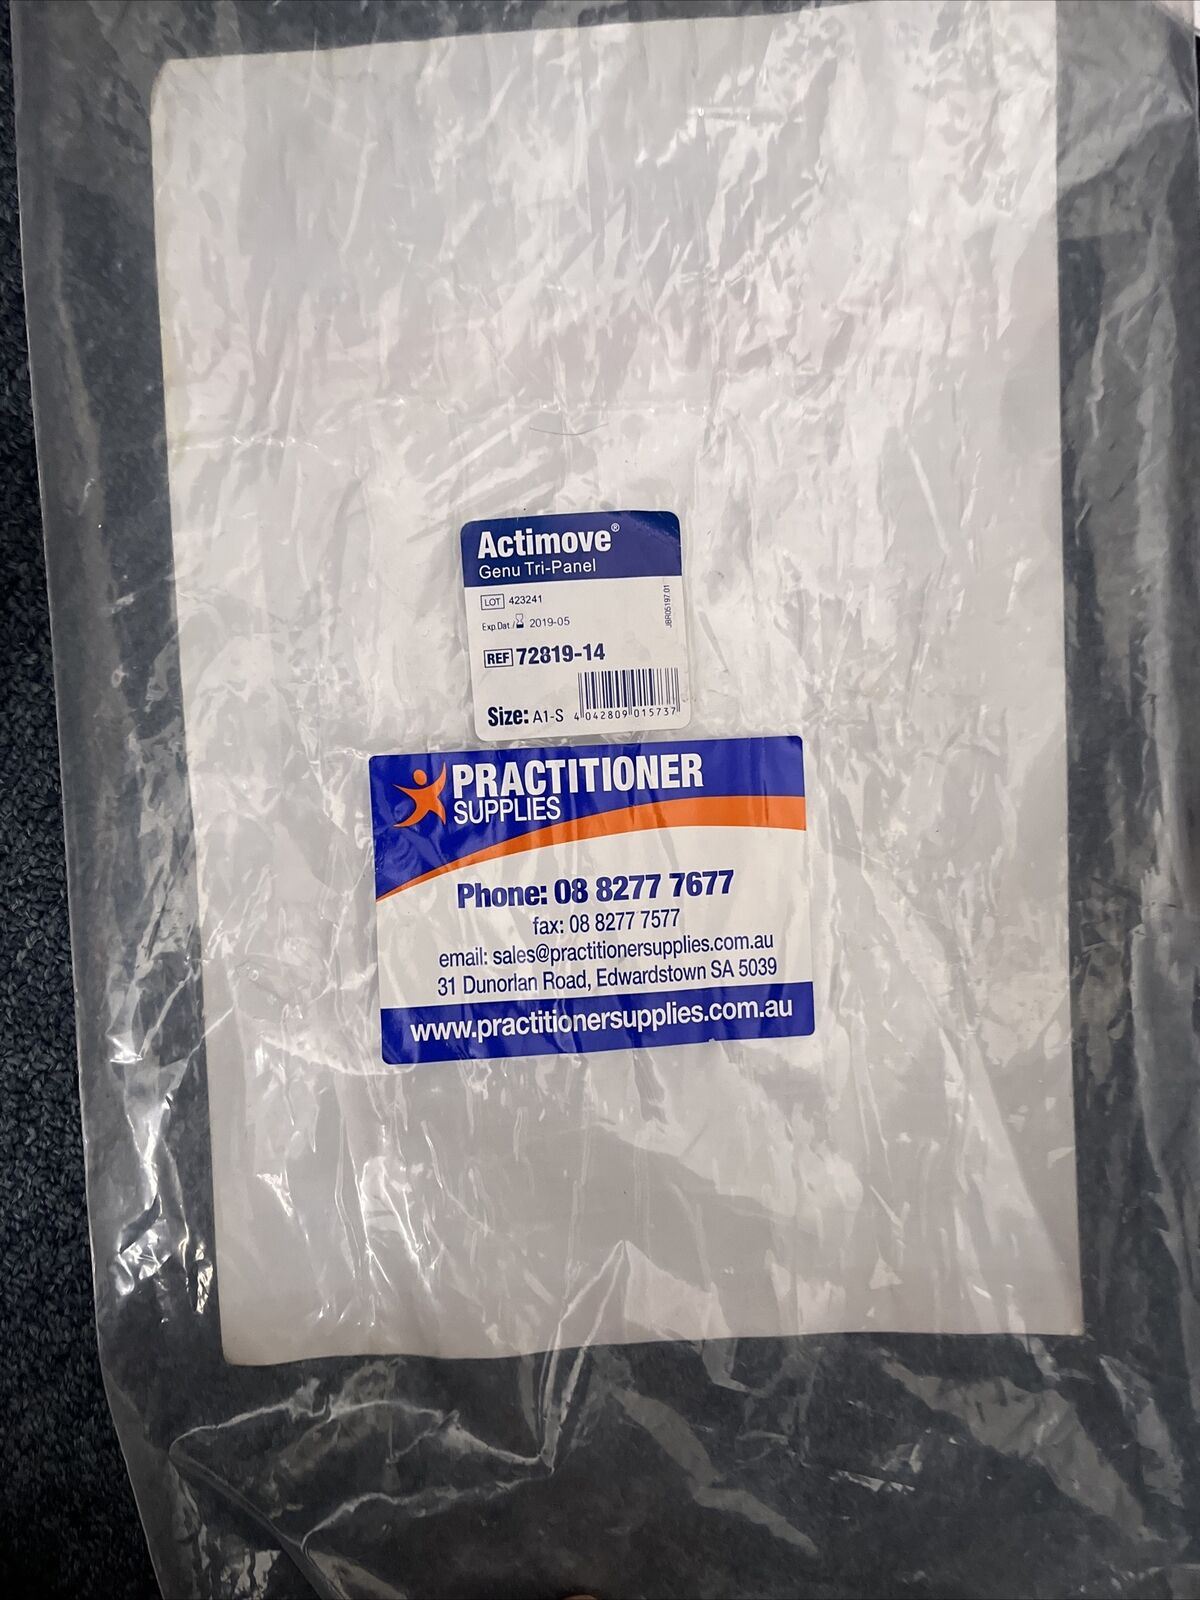 Actimove®
Genu Tri-Panel
LOT 423241
Exp.Dat./ 2019-05
JBR05197.01
REF 72819-14
Size: A1-S
4 042809 015737
PRACTITIONER
SUPPLIES
Phone: 08 8277 7677
fax: 08 8277 7577
email: sales@practitionersupplies.com.au
31 Dunorlan Road, Edwardstown SA 5039
www.practitionersupplies.com.au